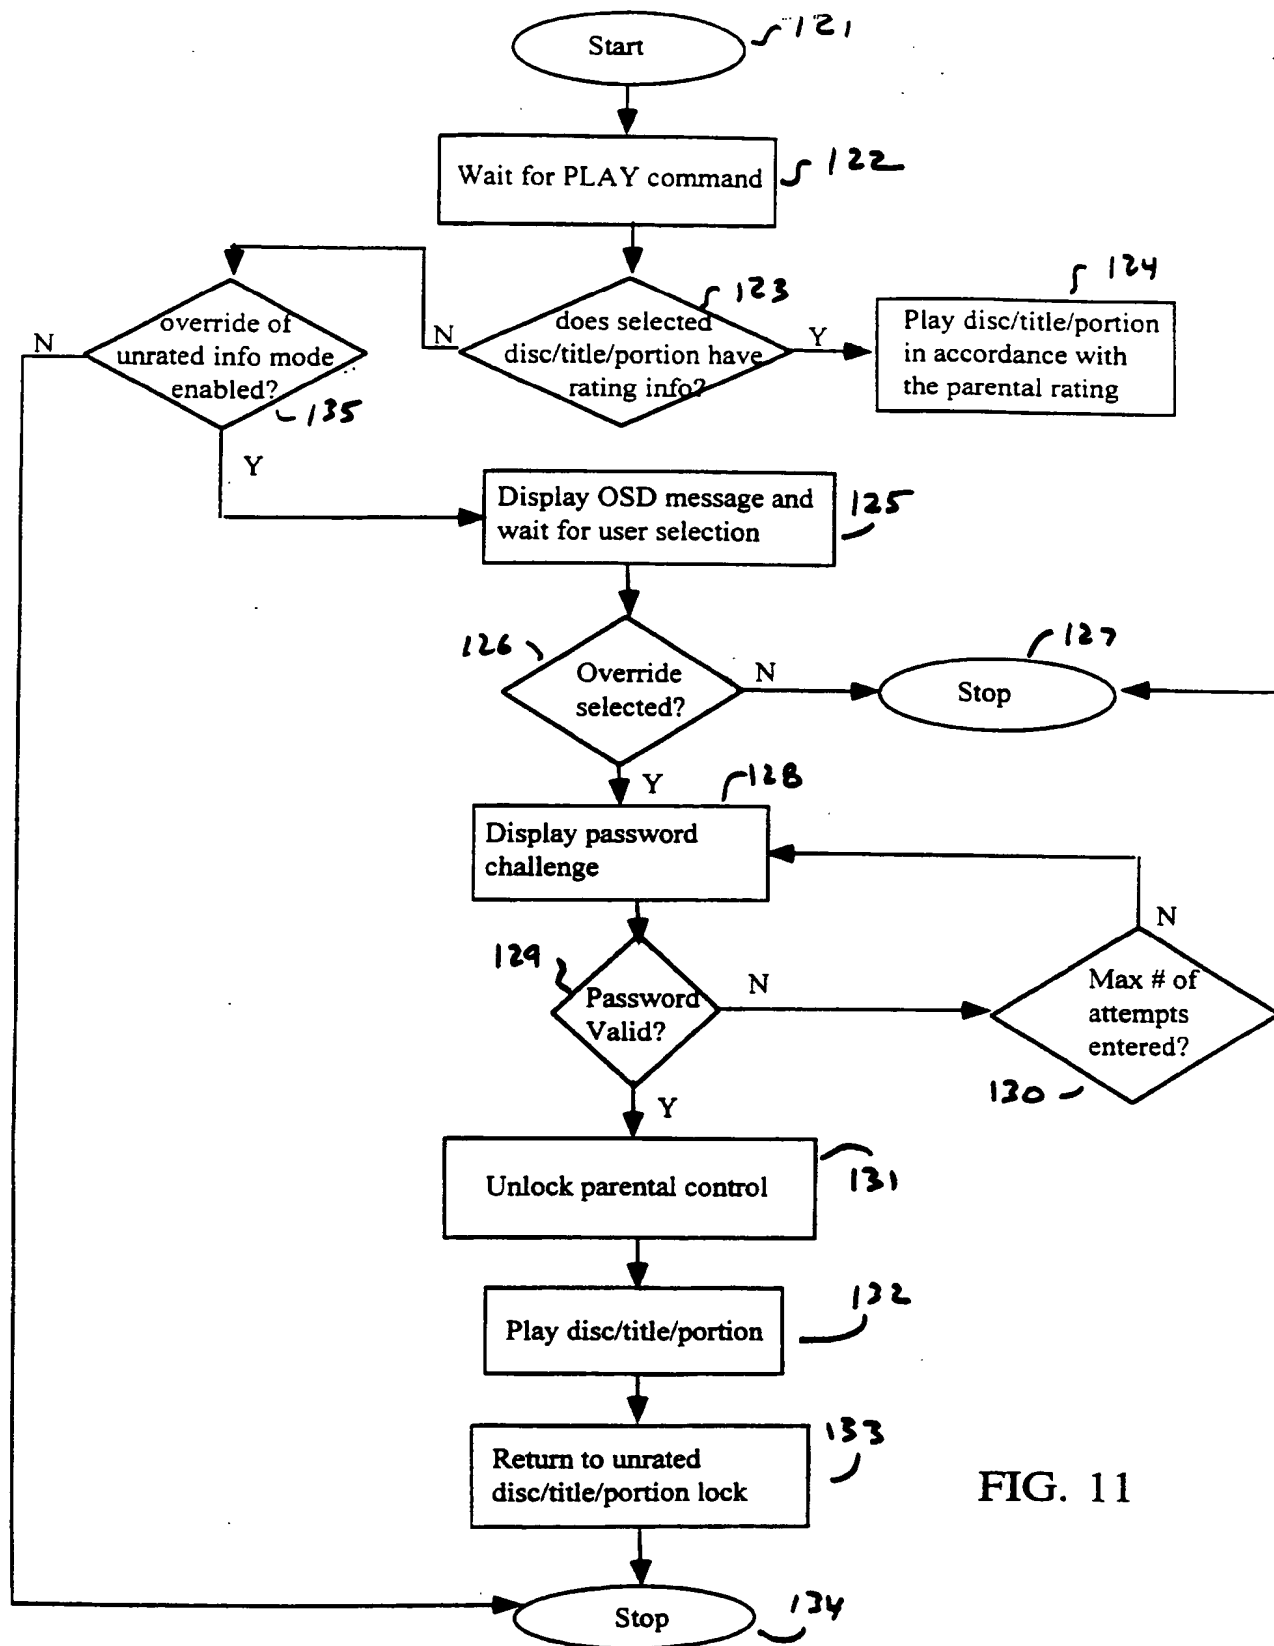 Start
121
Wait for PLAY command
122
does selected
disc/title/portion have
rating info?
123
N
Y
124
Play disc/title/portion
in accordance with
the parental rating
override of
unrated info mode
enabled?
135
N
Y
Display OSD message and
wait for user selection
125
126
Override
selected?
N
127
Stop
Y
128
Display password
challenge
129
Password
Valid?
N
N
Max # of
attempts
entered?
130
Y
Unlock parental control
131
Play disc/title/portion
132
Return to unrated
disc/title/portion lock
133
FIG. 11
Stop
134